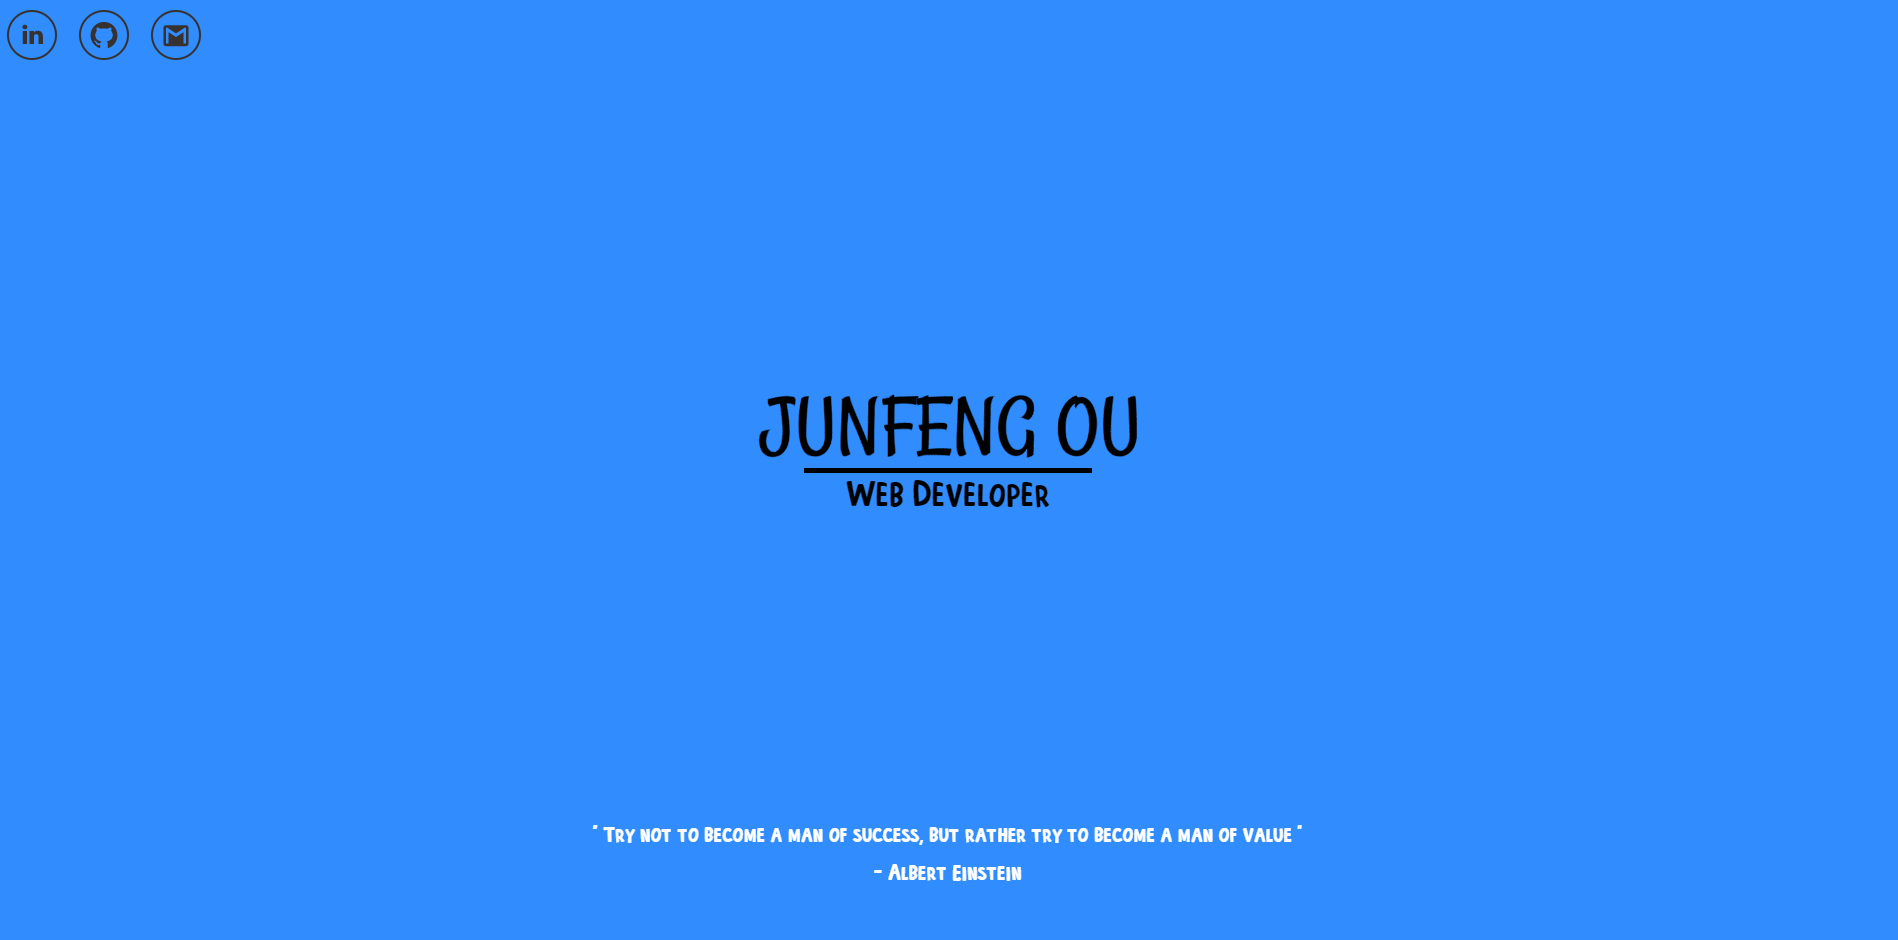 in
JUNFENG OU
Web Developer
" Try not to become a man of success, but rather try to become a man of value "
- Albert Einstein